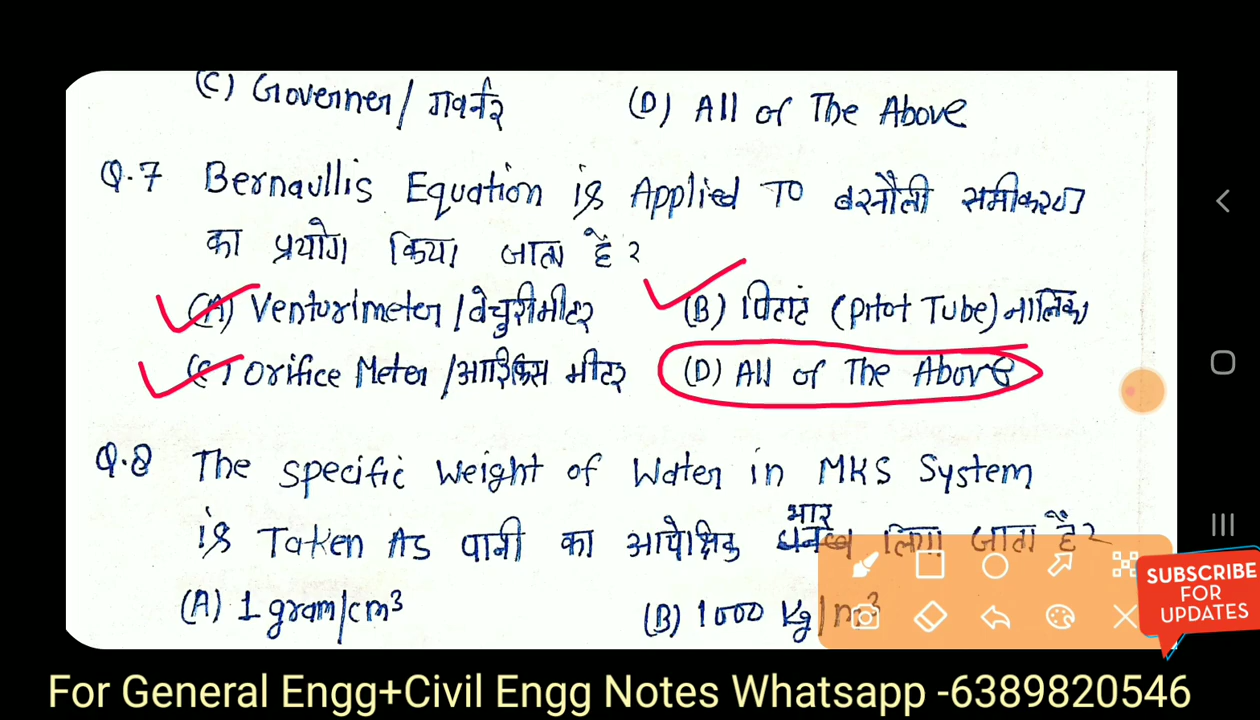 (C) Governer/ गवर्नर (D) All of The Above
Q.7 Bernaullis Equation is Applied To बरनौली समीकरण
का प्रयोग किया जाता है ?
(A) Venturimeter/वेंचुरीमीटर (B) पिटाट (Pitot Tube) नालिका
(C) Orifice Meter/आरिफिस मीटर (D) All of The Above
Q.8 The Specific Weight of Water in MKS System
भार
is Taken As पानी का आपेक्षिक लिया जाता है ?
(A) 1 gram/cm³ (B) 1000 kg/m³
SUBSCRIBE
FOR
UPDATES
For General Engg+Civil Engg Notes Whatsapp -6389820546